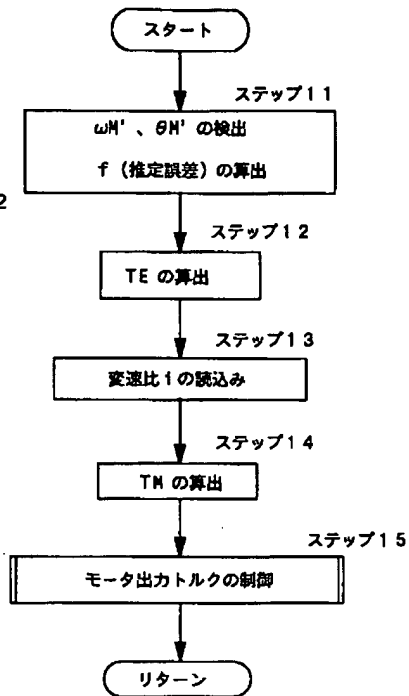 スタート
ステップ11
ωM'、θM'の検出
f(推定誤差)の算出
2
ステップ12
TE の算出
ステップ13
変速比iの読込み
ステップ14
TM の算出
ステップ15
モータ出力トルクの制御
リターン